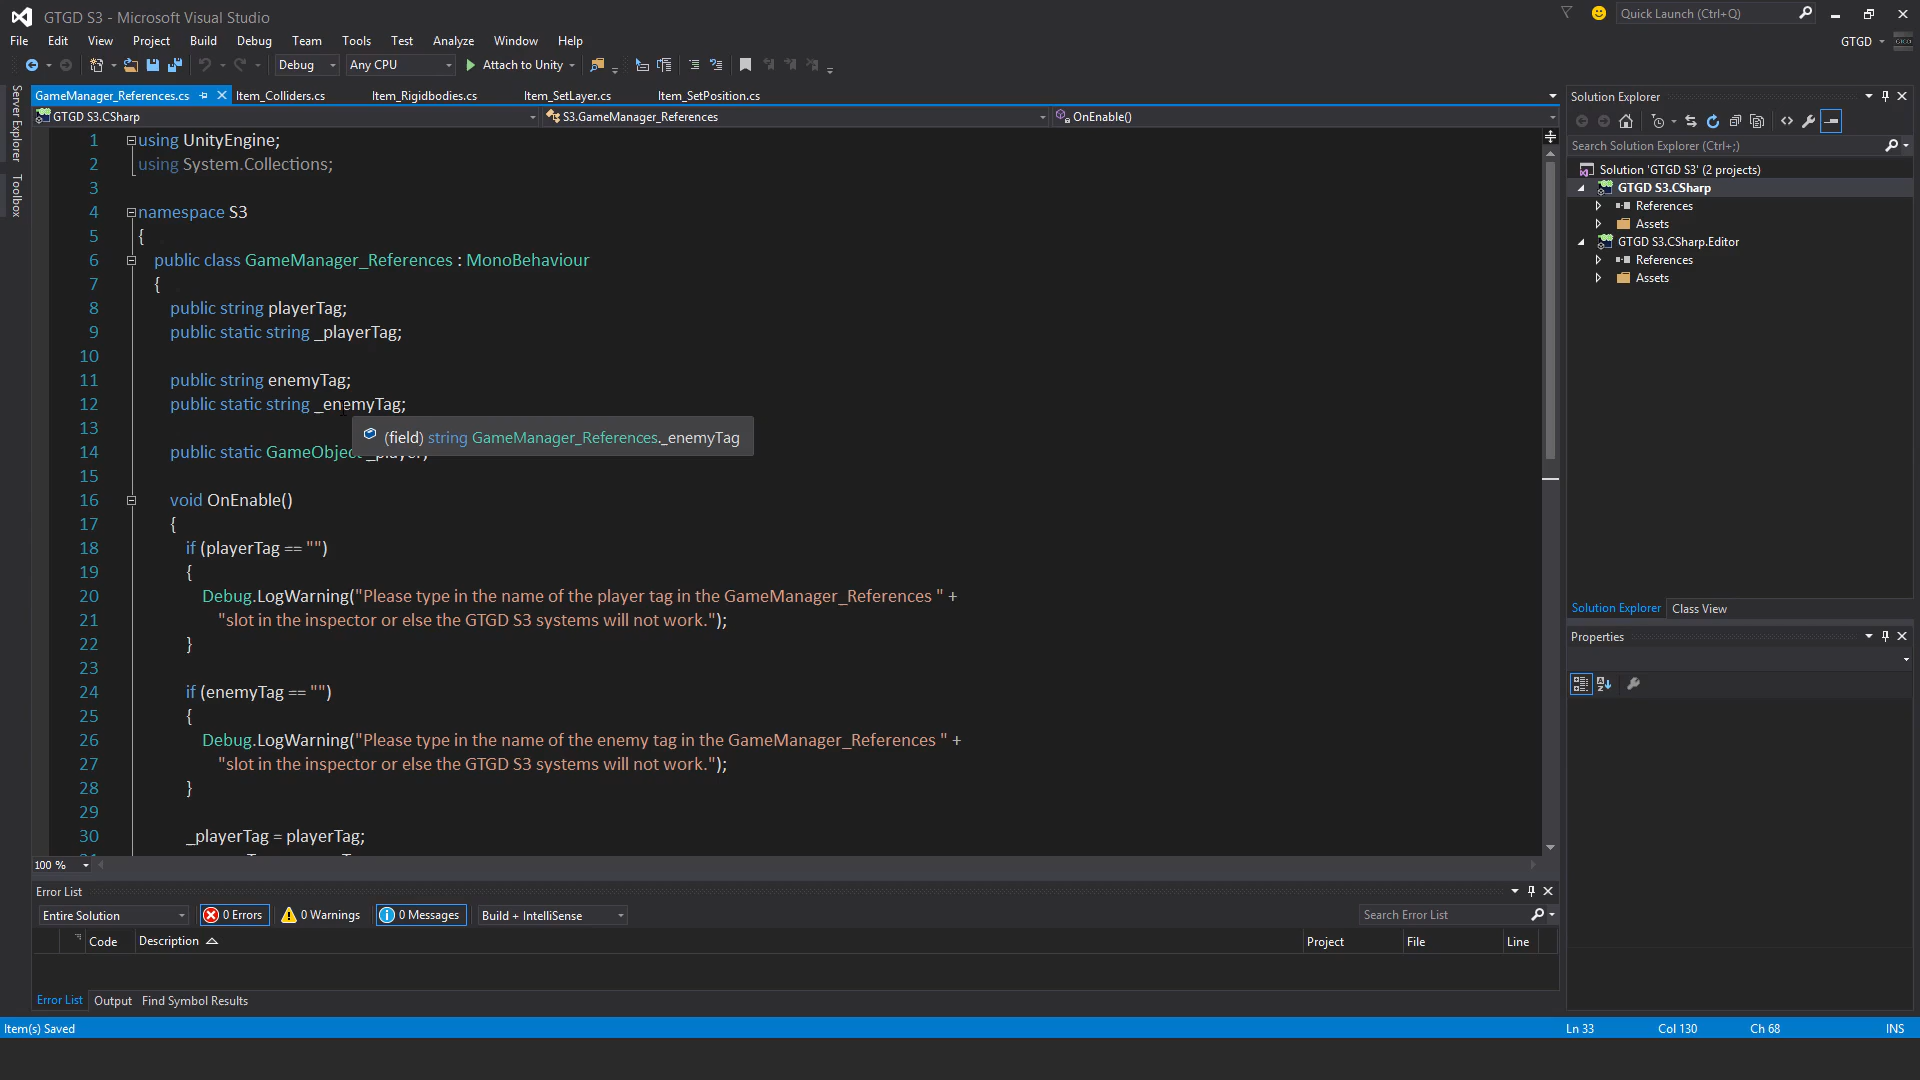 GTGD S3 - Microsoft Visual Studio
Quick Launch (Ctrl+Q)
File Edit View Project Build Debug Team Tools Test Analyze Window Help
GTGD
Debug Any CPU Attach to Unity
Server Explorer
Toolbox
GameManager_References.cs Item_Colliders.cs Item_Rigidbodies.cs Item_SetLayer.cs Item_SetPosition.cs
GTGD S3.CSharp S3.GameManager_References OnEnable()
1 using UnityEngine;
2 using System.Collections;
3
4 namespace S3
5 {
6 public class GameManager_References : MonoBehaviour
7 {
8 public string playerTag;
9 public static string _playerTag;
10
11 public string enemyTag;
12 public static string _enemyTag;
13
(field) string GameManager_References._enemyTag
14 public static GameObject _player;
15
16 void OnEnable()
17 {
18 if (playerTag == "")
19 {
20 Debug.LogWarning("Please type in the name of the player tag in the GameManager_References " +
21 "slot in the inspector or else the GTGD S3 systems will not work.");
22 }
23
24 if (enemyTag == "")
25 {
26 Debug.LogWarning("Please type in the name of the enemy tag in the GameManager_References " +
27 "slot in the inspector or else the GTGD S3 systems will not work.");
28 }
29
30 _playerTag = playerTag;
100 %
Solution Explorer
Search Solution Explorer (Ctrl+;)
Solution 'GTGD S3' (2 projects)
GTGD S3.CSharp
References
Assets
GTGD S3.CSharp.Editor
References
Assets
Solution Explorer Class View
Properties
Error List
Entire Solution 0 Errors 0 Warnings 0 Messages Build + IntelliSense Search Error List
Code Description Project File Line
Error List Output Find Symbol Results
Item(s) Saved Ln 33 Col 130 Ch 68 INS